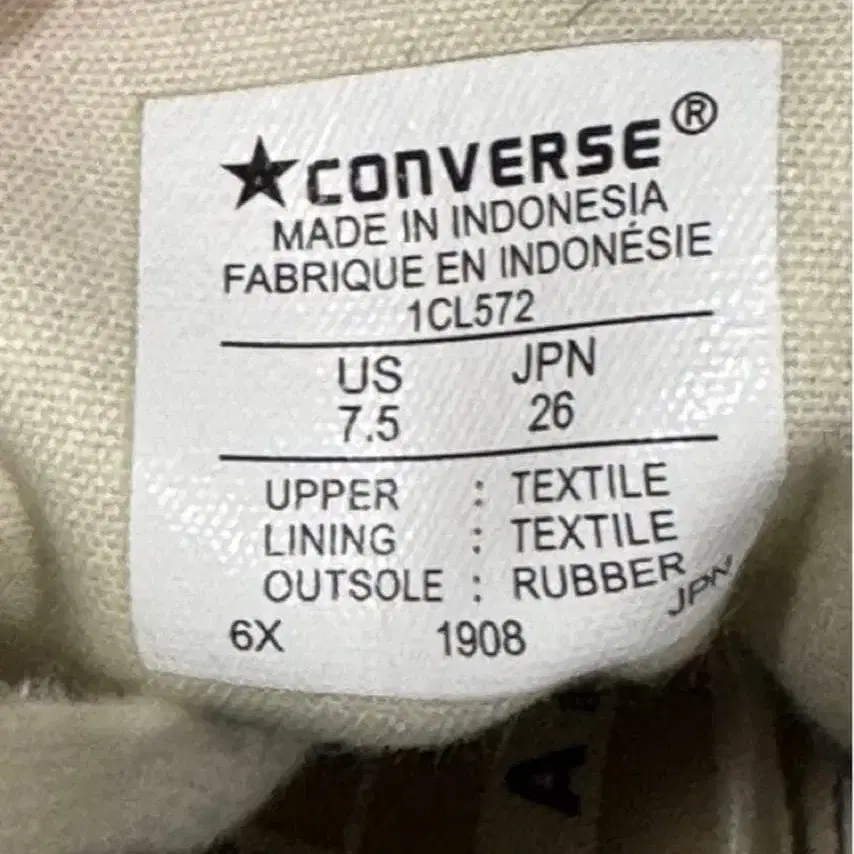 ★CONVERSE®
MADE IN INDONESIA
FABRIQUE EN INDONÉSIE
1CL572
US JPN
7.5 26
UPPER : TEXTILE
LINING : TEXTILE
OUTSOLE : RUBBER
JPN
6X 1908
A